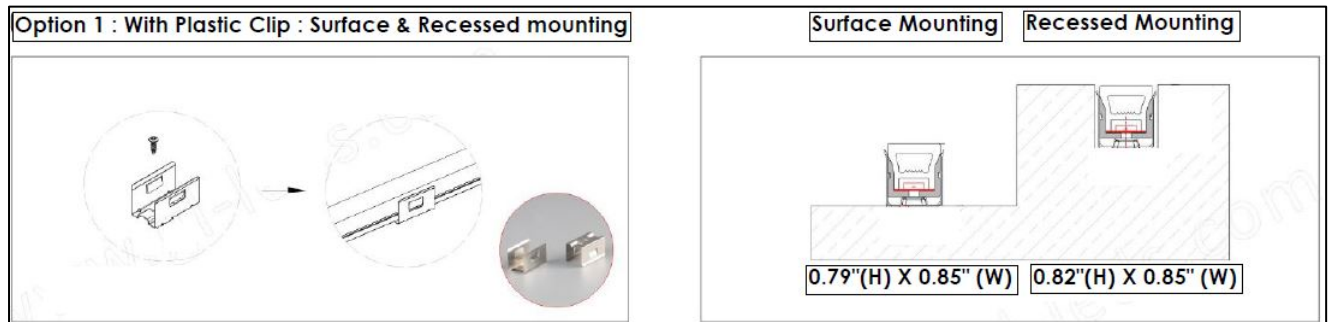 Option 1 : With Plastic Clip : Surface & Recessed mounting
Surface Mounting
Recessed Mounting
0.79"(H) X 0.85" (W)
0.82"(H) X 0.85" (W)